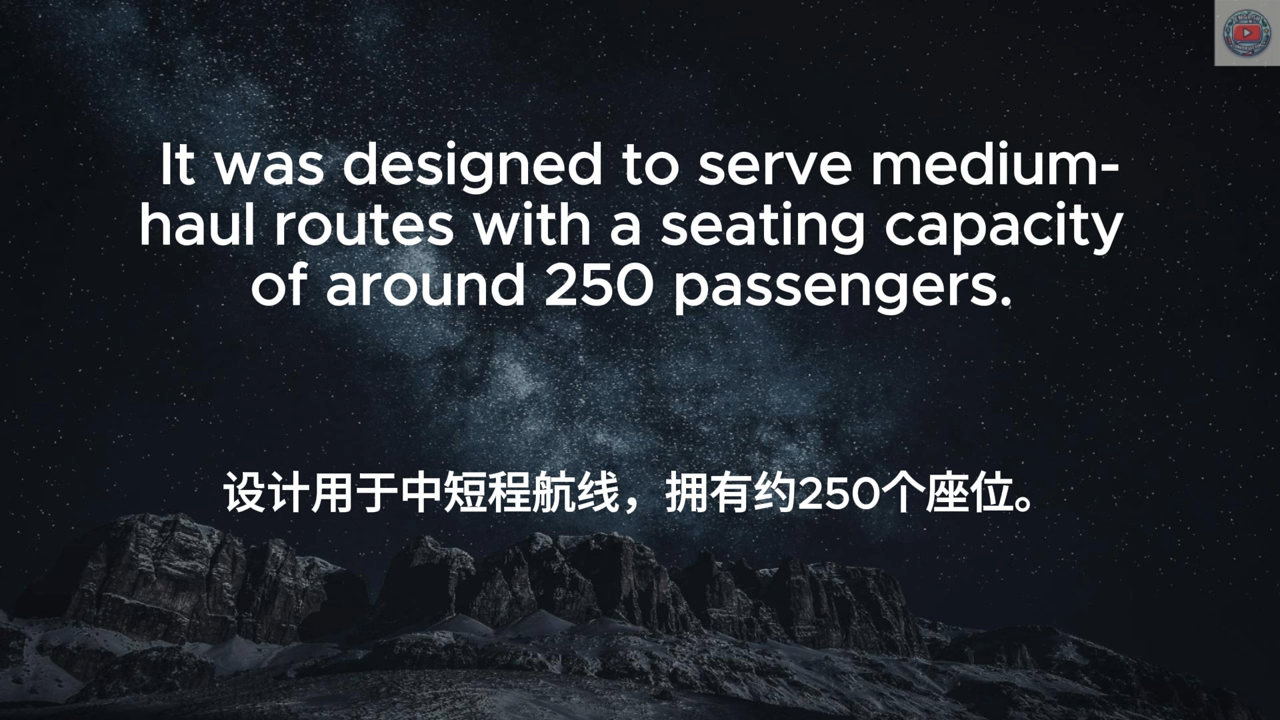 It was designed to serve medium-
haul routes with a seating capacity
of around 250 passengers.
设计用于中短程航线，拥有约250个座位。